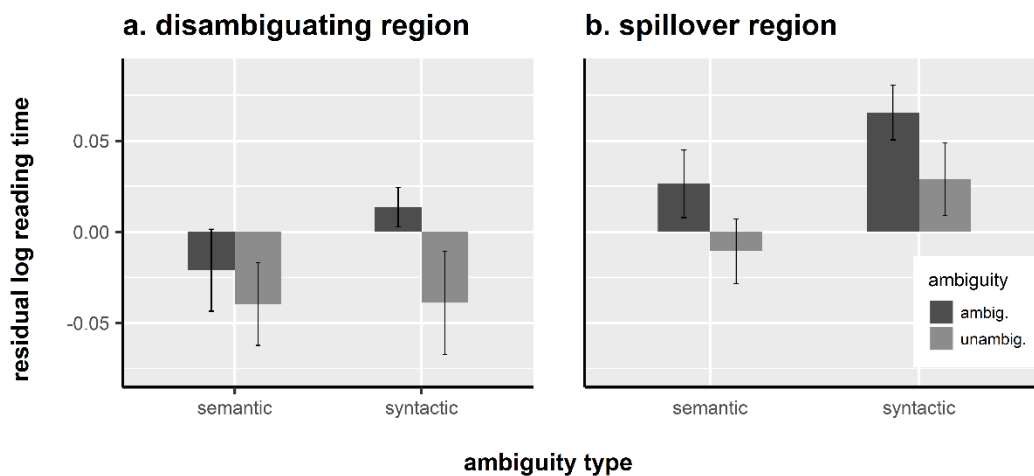 a. disambiguating region
b. spillover region
residual log reading time
0.05
0.00
-0.05
semantic
syntactic
semantic
syntactic
ambiguity
ambig.
unambig.
ambiguity type